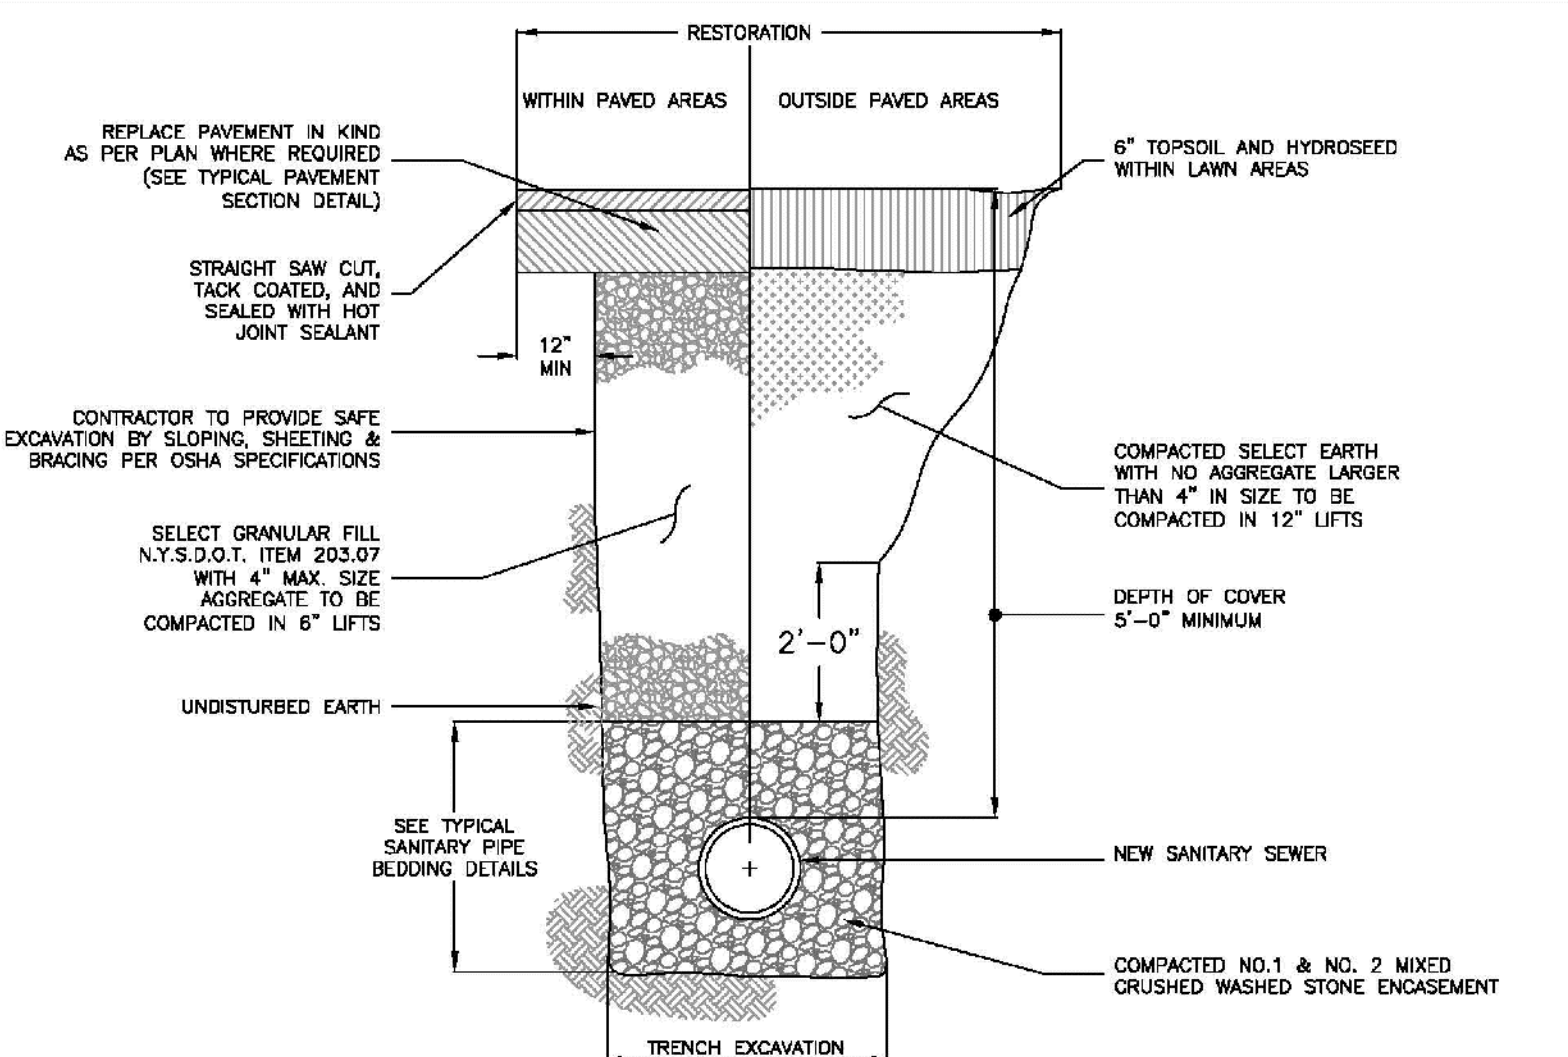 RESTORATION
WITHIN PAVED AREAS
OUTSIDE PAVED AREAS
REPLACE PAVEMENT IN KIND
AS PER PLAN WHERE REQUIRED
(SEE TYPICAL PAVEMENT
SECTION DETAIL)
6" TOPSOIL AND HYDROSEED
WITHIN LAWN AREAS
STRAIGHT SAW CUT,
TACK COATED, AND
SEALED WITH HOT
JOINT SEALANT
12"
MIN
CONTRACTOR TO PROVIDE SAFE
EXCAVATION BY SLOPING, SHEETING &
BRACING PER OSHA SPECIFICATIONS
COMPACTED SELECT EARTH
WITH NO AGGREGATE LARGER
THAN 4" IN SIZE TO BE
COMPACTED IN 12" LIFTS
SELECT GRANULAR FILL
N.Y.S.D.O.T. ITEM 203.07
WITH 4" MAX. SIZE
AGGREGATE TO BE
COMPACTED IN 6" LIFTS
DEPTH OF COVER
5'-0" MINIMUM
2'-0"
UNDISTURBED EARTH
SEE TYPICAL
SANITARY PIPE
BEDDING DETAILS
NEW SANITARY SEWER
COMPACTED NO.1 & NO. 2 MIXED
CRUSHED WASHED STONE ENCASEMENT
TRENCH EXCAVATION